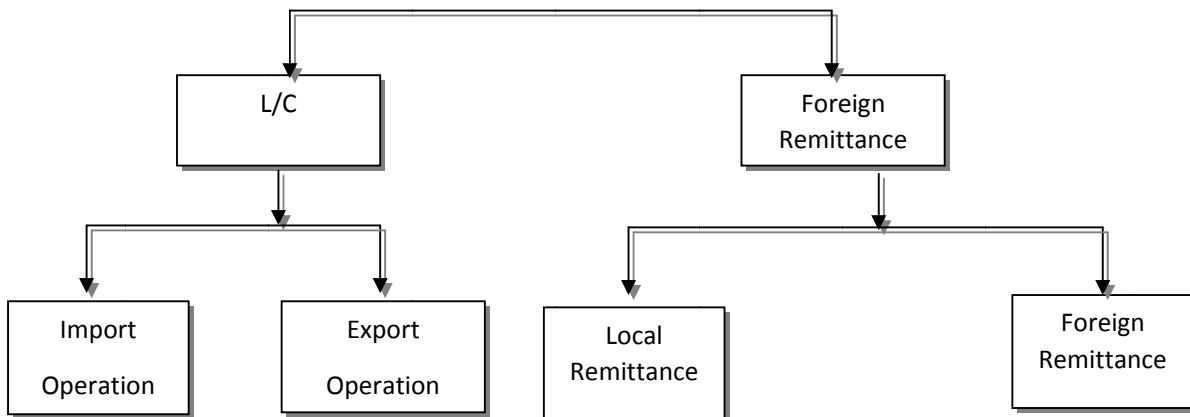 L/C
Foreign
Remittance
Import
Operation
Export
Operation
Local
Remittance
Foreign
Remittance